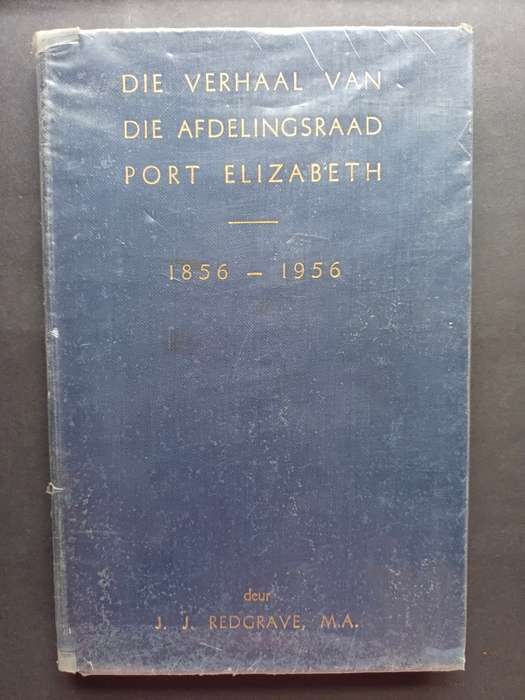 DIE VERHAAL VAN
DIE AFDELINGSRAAD
PORT ELIZABETH
1856 – 1956
deur
J. J. REDGRAVE, M.A.